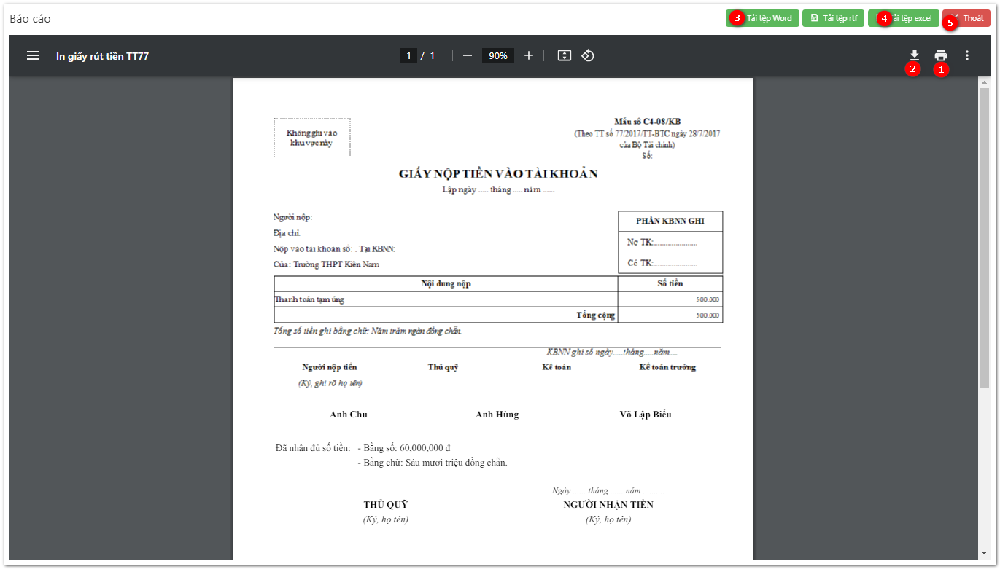 Báo cáo
3 Tải tệp Word
Tải tệp rtf
4 ải tệp excel
5 Thoát
In giấy rút tiền TT77
1 / 1
90%
2
1
Không ghi vào
khu vực này
Mẫu số C4-08/KB
(Theo TT số 77/2017/TT-BTC ngày 28/7/2017
của Bộ Tài chính)
Số:
GIẤY NỘP TIỀN VÀO TÀI KHOẢN
Lập ngày ..... tháng ..... năm ......
Người nộp:
Địa chỉ:
Nộp vào tài khoản số: . Tại KBNN:
Của: Trường THPT Kiên Nam
PHẦN KBNN GHI
Nợ TK:......................
Có TK:......................
Nội dung nộp Số tiền
Thanh toán tạm ứng 500.000
Tổng cộng 500.000
Tổng số tiền ghi bằng chữ: Năm trăm ngàn đồng chẵn.
KBNN ghi sổ ngày.....tháng.....năm.....
Người nộp tiền Thủ quỹ Kế toán Kế toán trưởng
(Ký, ghi rõ họ tên)
Anh Chu Anh Hùng Võ Lập Biểu
Đã nhận đủ số tiền: - Bằng số: 60,000,000 đ
- Bằng chữ: Sáu mươi triệu đồng chẵn.
Ngày ...... tháng ...... năm ..........
THỦ QUỸ NGƯỜI NHẬN TIỀN
(Ký, họ tên) (Ký, họ tên)